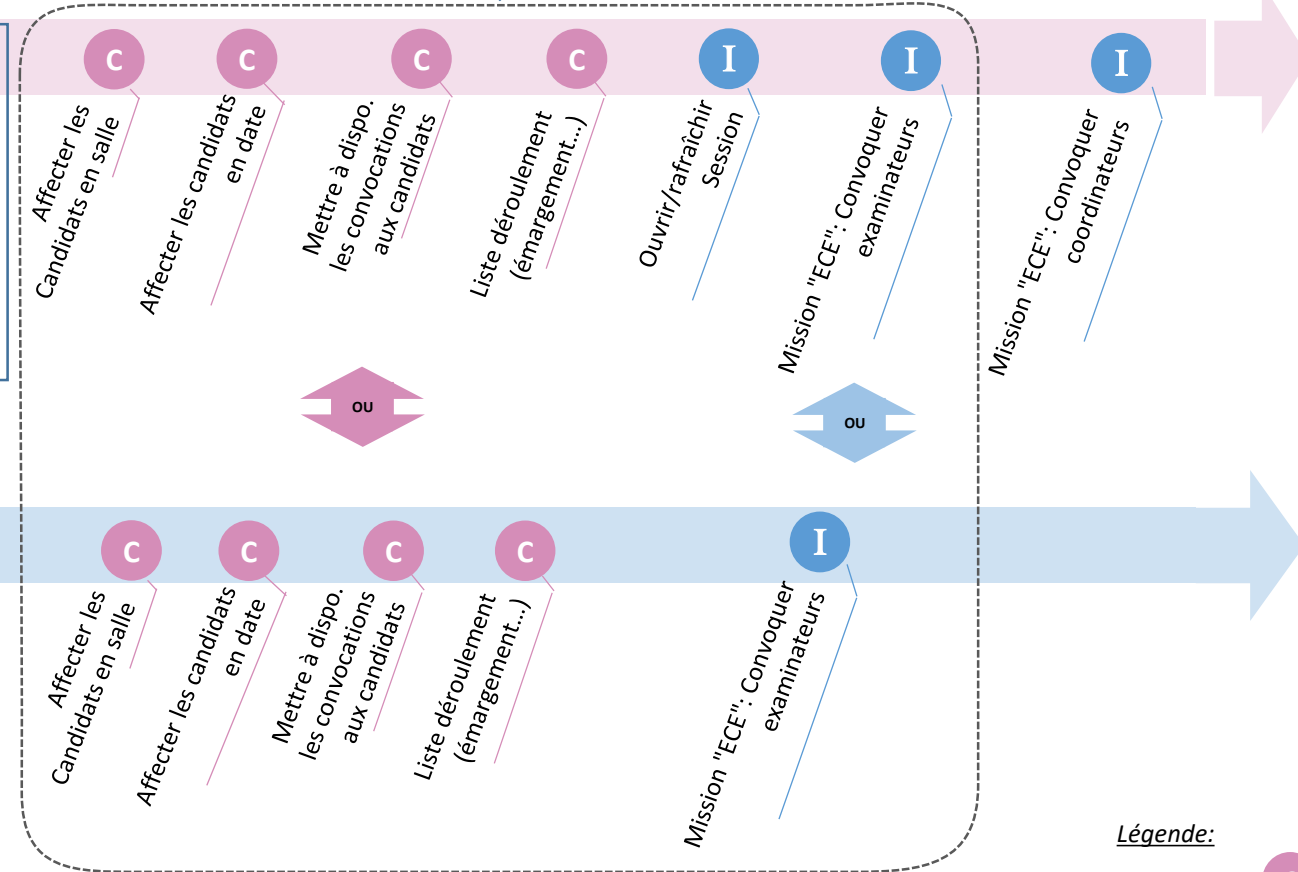 C
Affecter les
Candidats en salle
C
Affecter les candidats
en date
C
Mettre à dispo.
les convocations
aux candidats
C
Liste déroulement
(émargement...)
I
Ouvrir/rafraîchir
Session
I
Mission "ECE": Convoquer
examinateurs
I
Mission "ECE": Convoquer
coordinateurs
OU
OU
C
Affecter les
Candidats en salle
C
Affecter les candidats
en date
C
Mettre à dispo.
les convocations
aux candidats
C
Liste déroulement
(émargement...)
I
Mission "ECE": Convoquer
examinateurs
Légende: